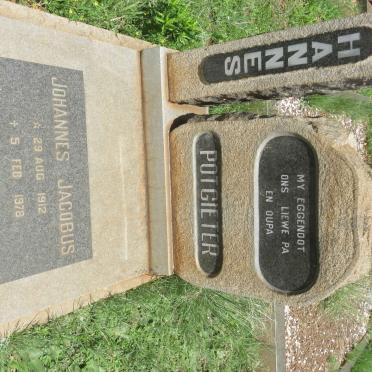 HANNES
MY EGGENOOT
ONS LIEWE PA
EN OUPA
POTGIETER
JOHANNES JACOBUS
☆ 29 AUG 1912
† 5 FEB 1978